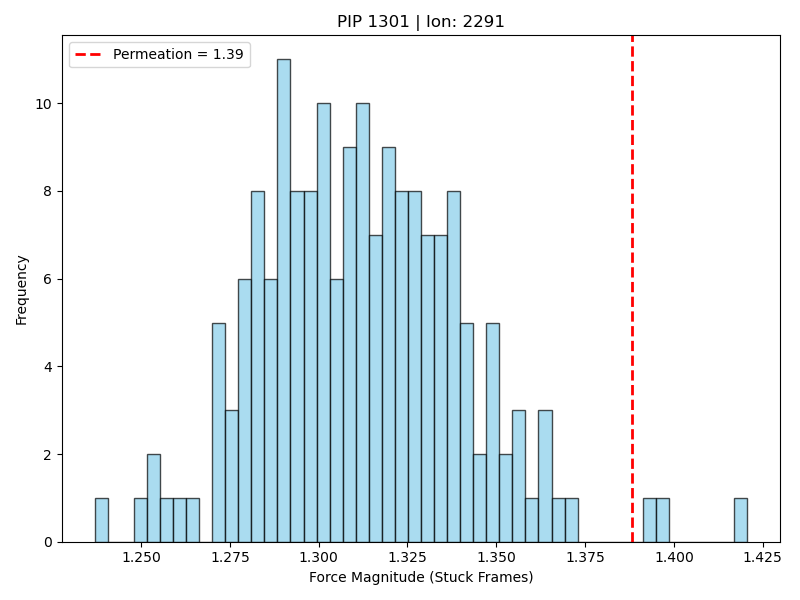 PIP 1301 | Ion: 2291
Permeation = 1.39
10
8
6
4
2
0
Frequency
1.250 1.275 1.300 1.325 1.350 1.375 1.400 1.425
Force Magnitude (Stuck Frames)